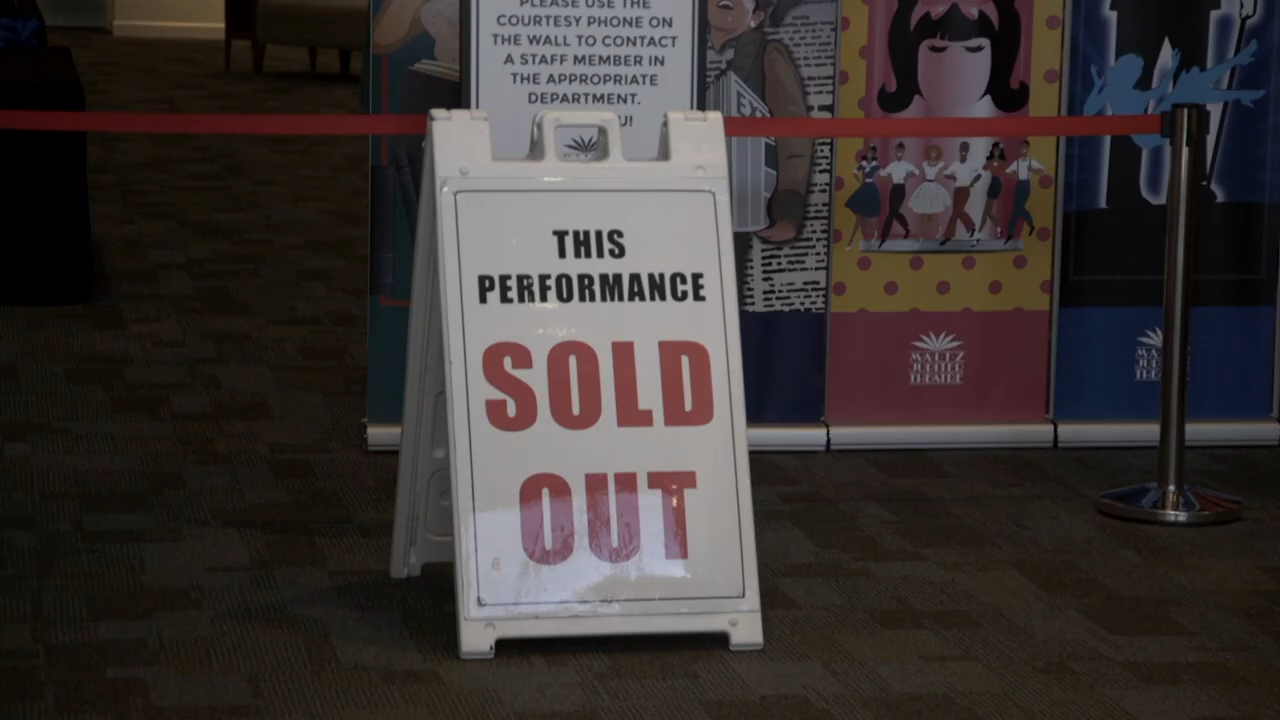 PLEASE USE THE
COURTESY PHONE ON
THE WALL TO CONTACT
A STAFF MEMBER IN
THE APPROPRIATE
DEPARTMENT.
THIS
PERFORMANCE
SOLD
OUT
MALTZ
JUPITER
THEATRE